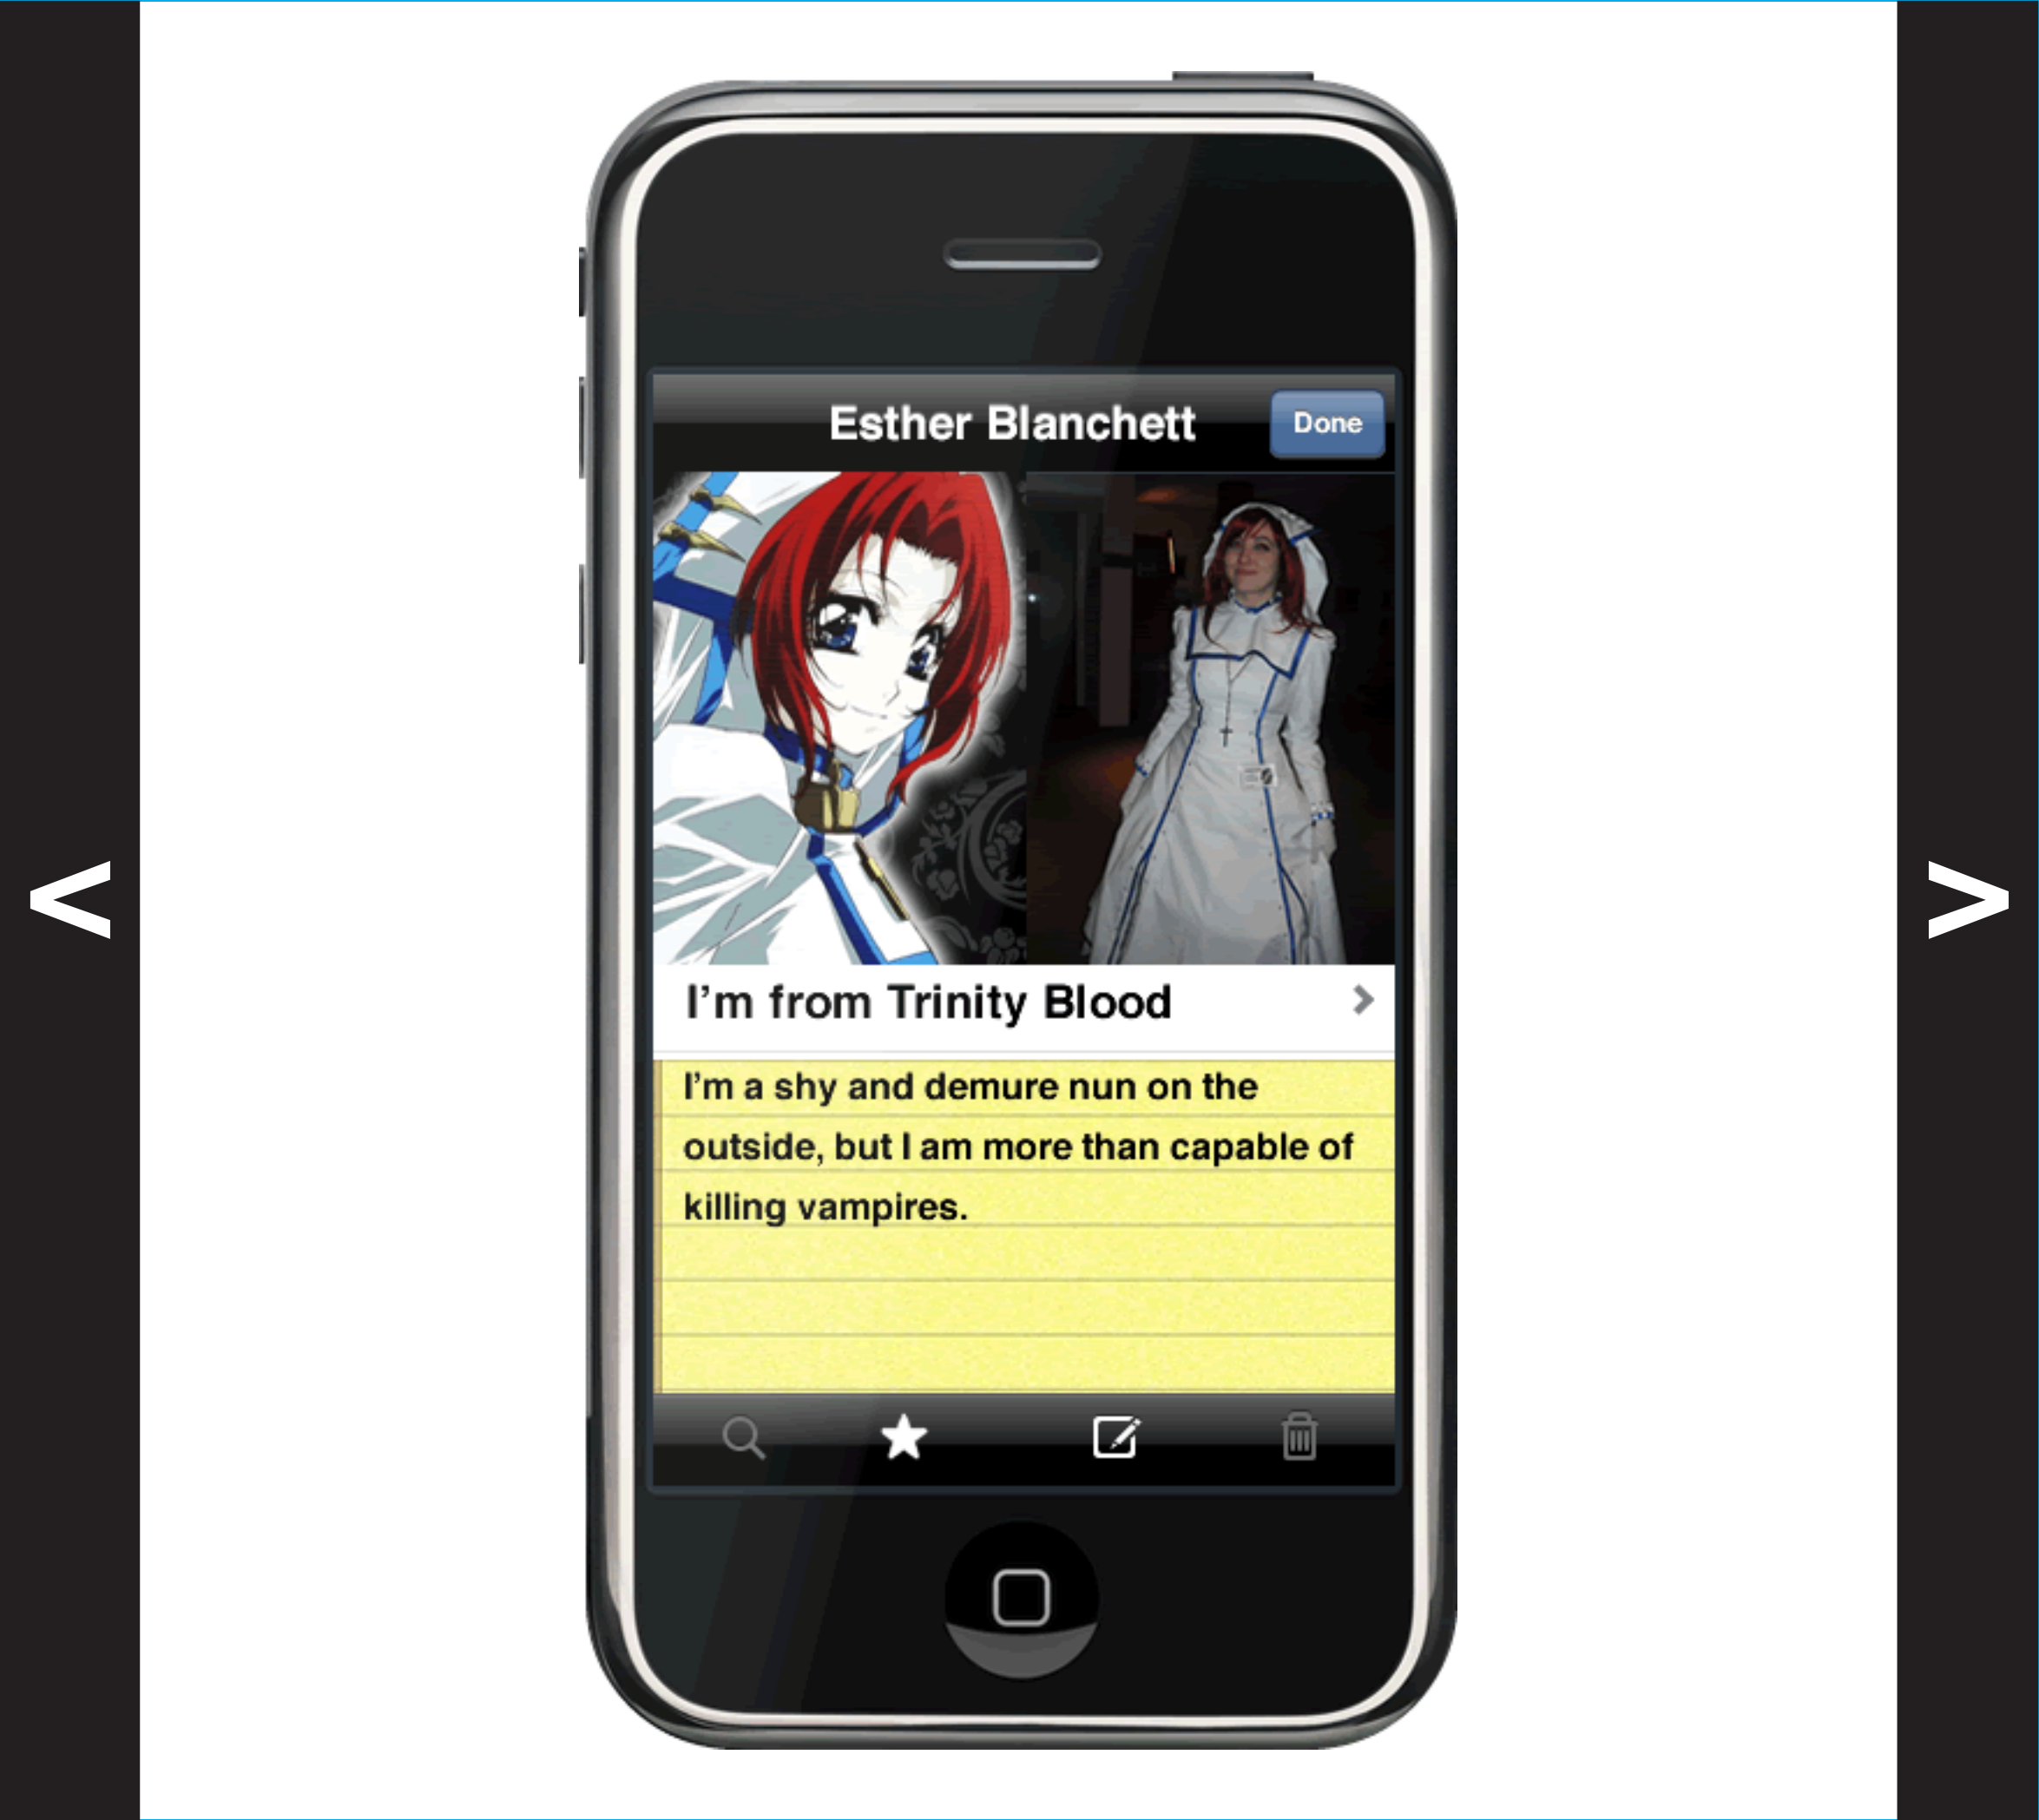 Esther Blanchett
Done
I'm from Trinity Blood
I'm a shy and demure nun on the
outside, but I am more than capable of
killing vampires.
<
>